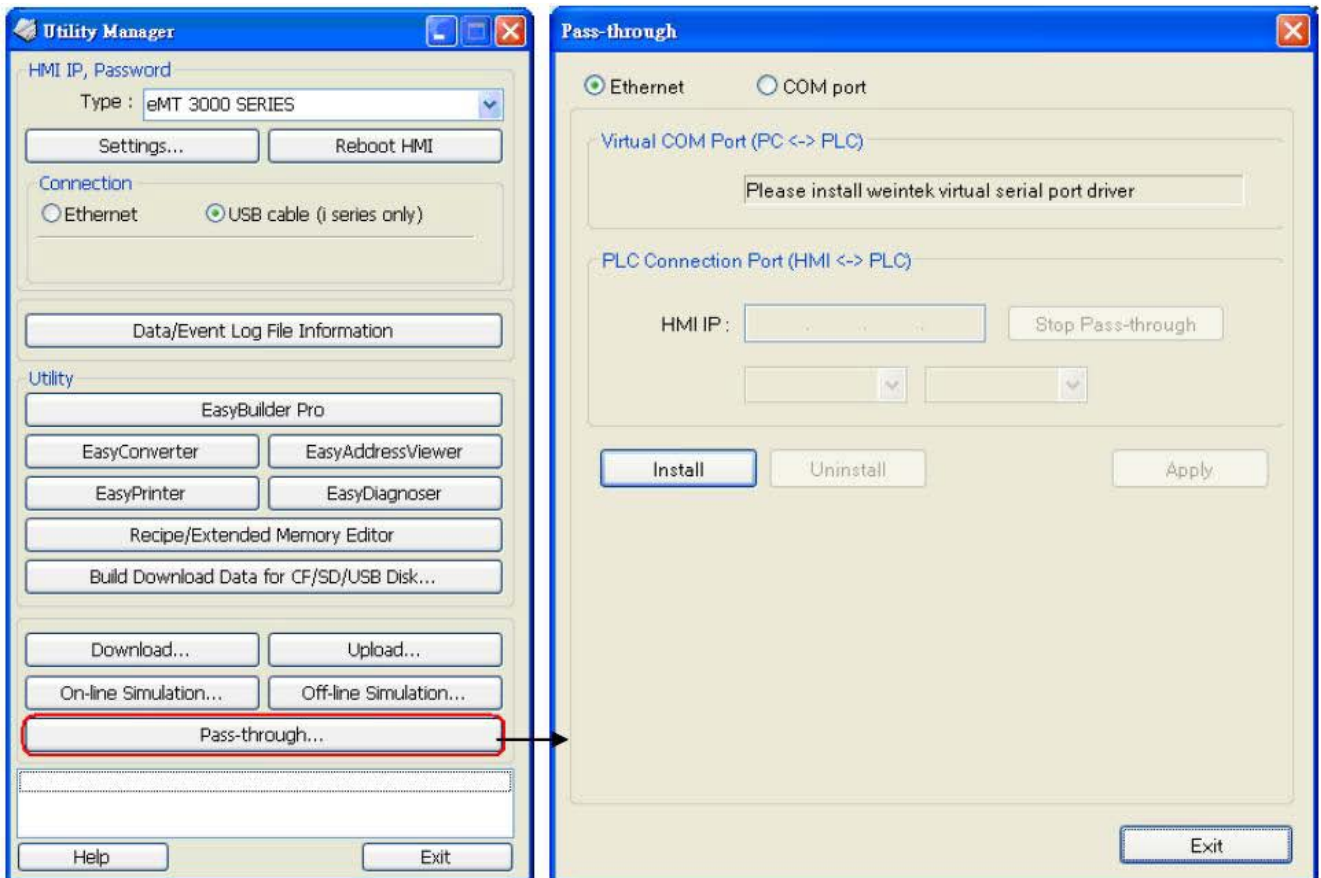 Utility Manager
HMI IP, Password
Type : eMT 3000 SERIES
Settings... Reboot HMI
Connection
Ethernet USB cable (i series only)
Data/Event Log File Information
Utility
EasyBuilder Pro
EasyConverter EasyAddressViewer
EasyPrinter EasyDiagnoser
Recipe/Extended Memory Editor
Build Download Data for CF/SD/USB Disk...
Download... Upload...
On-line Simulation... Off-line Simulation...
Pass-through...
Help Exit
Pass-through
Ethernet COM port
Virtual COM Port (PC <-> PLC)
Please install weintek virtual serial port driver
PLC Connection Port (HMI <-> PLC)
HMI IP : . . . Stop Pass-through
Install Uninstall Apply
Exit